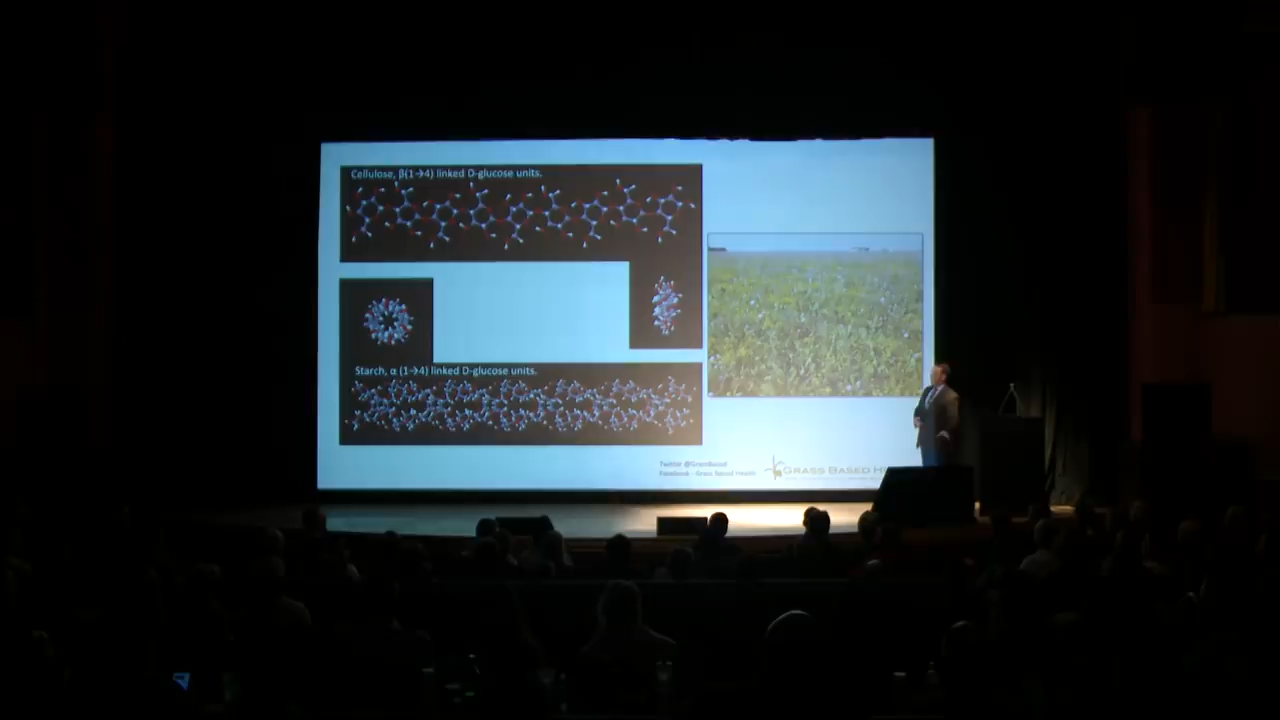 Cellulose, β(1→4) linked D-glucose units.
Starch, α (1→4) linked D-glucose units.
Twitter @GrassBased
Facebook - Grass Based Health
GRASS BASED H